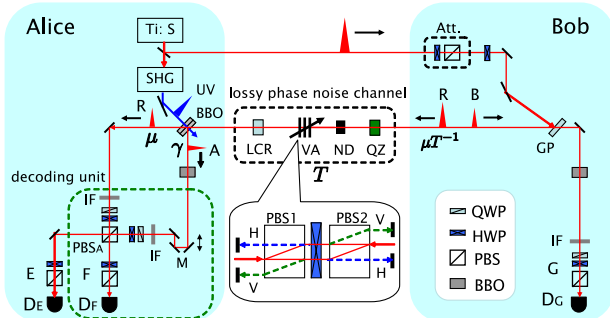 Alice
Bob
Ti: S
Att.
SHG
UV
R
BBO
lossy phase noise channel
R
B
μ
γ
A
LCR
VA
ND
QZ
μT⁻¹
GP
T
decoding unit
IF
PBS1
PBS2
V
H
QWP
HWP
PBS
BBO
PBSA
IF
M
IF
E
F
V
H
G
DE
DF
DG